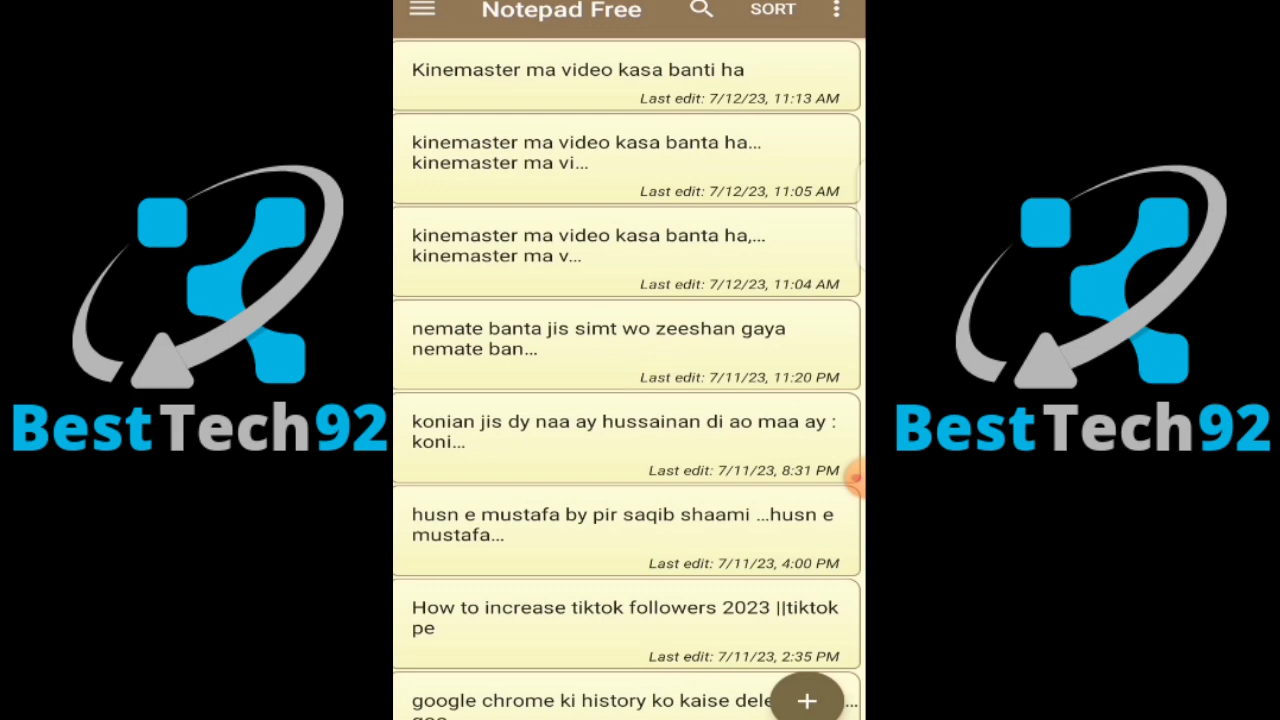 Notepad Free
SORT
Kinemaster ma video kasa banti ha
Last edit: 7/12/23, 11:13 AM
kinemaster ma video kasa banta ha...
kinemaster ma vi...
Last edit: 7/12/23, 11:05 AM
kinemaster ma video kasa banta ha,...
kinemaster ma v...
Last edit: 7/12/23, 11:04 AM
nemate banta jis simt wo zeeshan gaya
nemate ban...
Last edit: 7/11/23, 11:20 PM
konian jis dy naa ay hussainan di ao maa ay :
koni...
Last edit: 7/11/23, 8:31 PM
husn e mustafa by pir saqib shaami ...husn e
mustafa...
Last edit: 7/11/23, 4:00 PM
How to increase tiktok followers 2023 ||tiktok
pe
Last edit: 7/11/23, 2:35 PM
google chrome ki history ko kaise
BestTech92
BestTech92